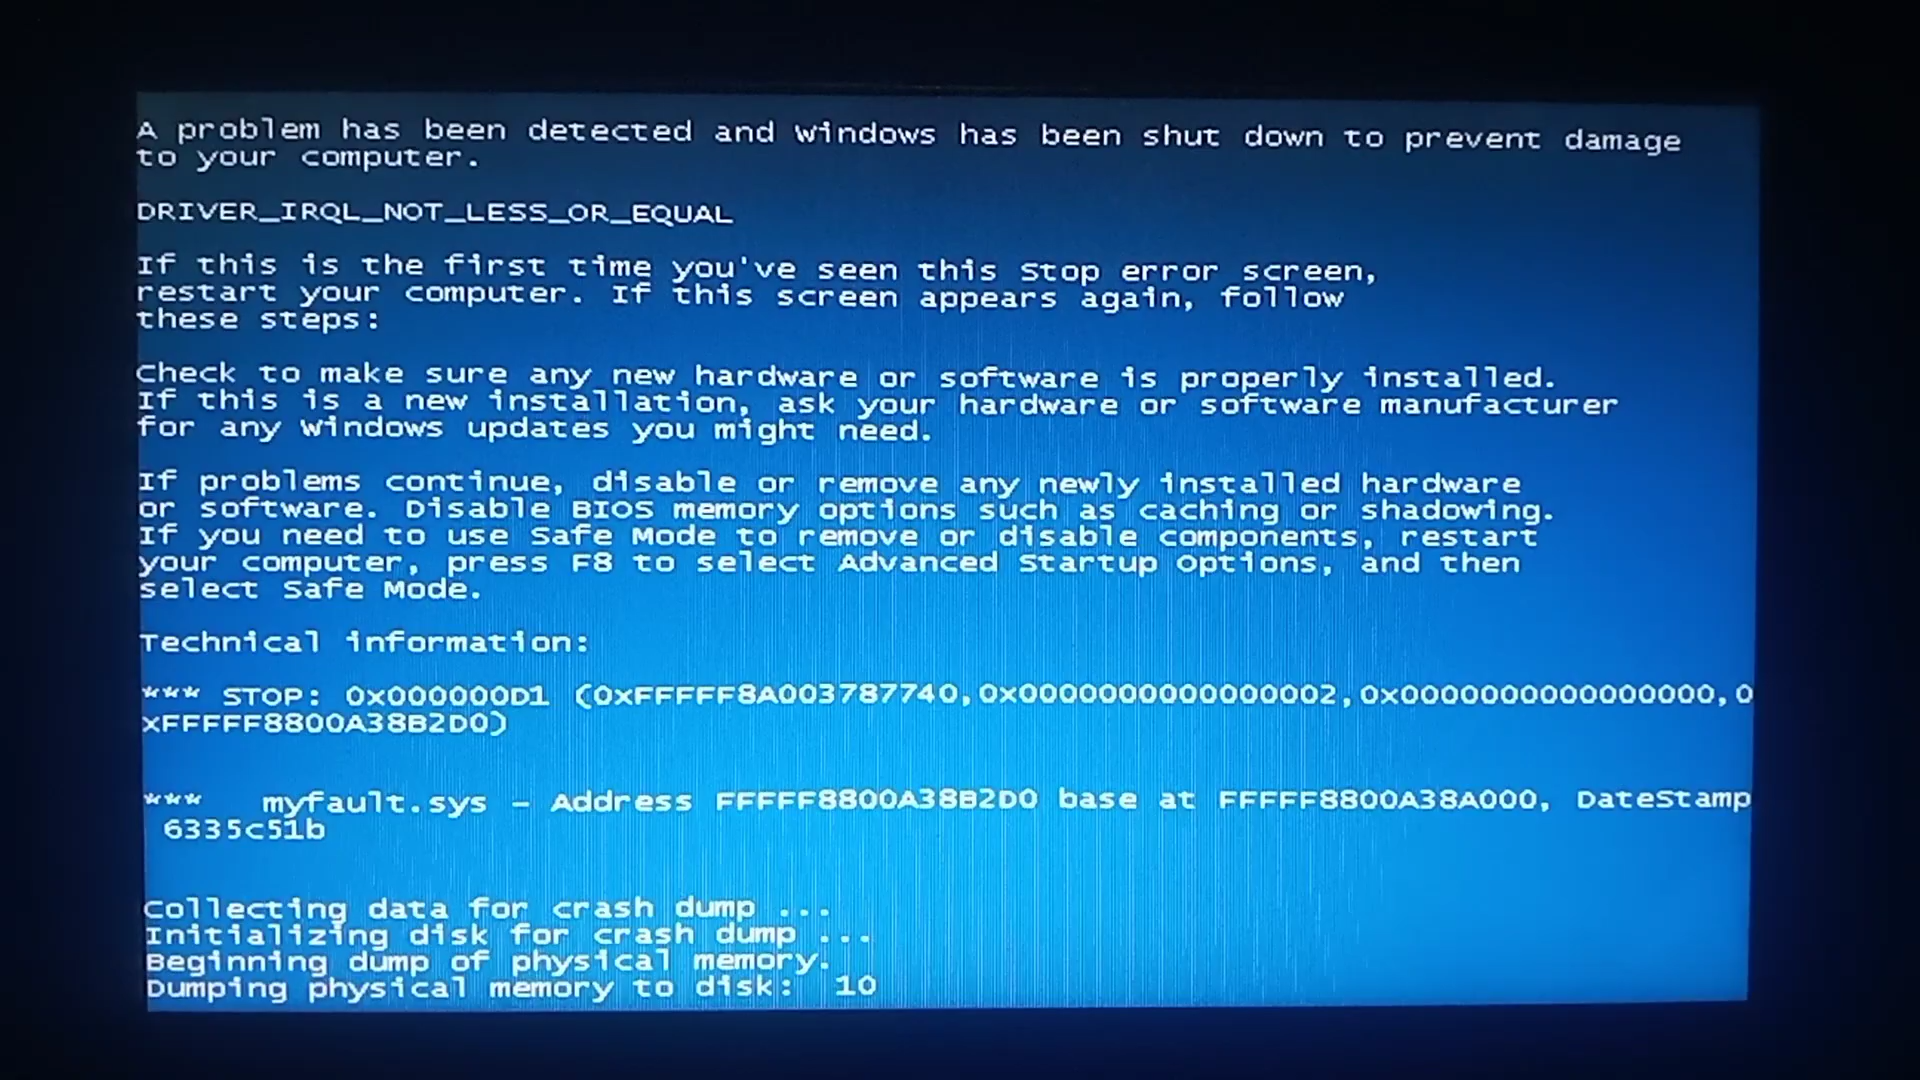 A problem has been detected and windows has been shut down to prevent damage
to your computer.
DRIVER_IRQL_NOT_LESS_OR_EQUAL
If this is the first time you've seen this Stop error screen,
restart your computer. If this screen appears again, follow
these steps:
Check to make sure any new hardware or software is properly installed.
If this is a new installation, ask your hardware or software manufacturer
for any windows updates you might need.
If problems continue, disable or remove any newly installed hardware
or software. Disable BIOS memory options such as caching or shadowing.
If you need to use Safe Mode to remove or disable components, restart
your computer, press F8 to select Advanced Startup Options, and then
select Safe Mode.
Technical information:
*** STOP: 0x000000D1 (0xFFFFF8A003787740,0x0000000000000002,0x0000000000000000,0
xFFFFF8800A38B2D0)
*** myfault.sys - Address FFFFF8800A38B2D0 base at FFFFF8800A38A000, DateStamp
6335c51b
Collecting data for crash dump ...
Initializing disk for crash dump ...
Beginning dump of physical memory.
Dumping physical memory to disk: 10